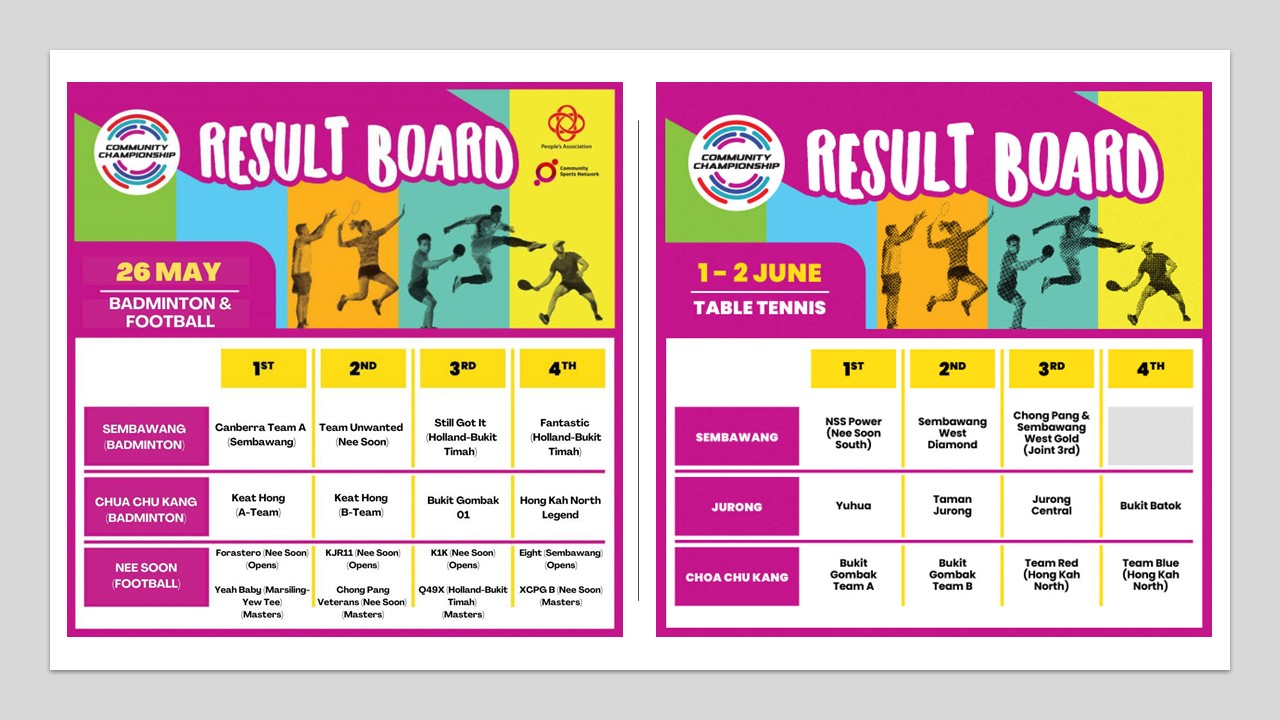 COMMUNITY
CHAMPIONSHIP
RESULT BOARD
People's Association
Community
Sports Network
26 MAY
BADMINTON &
FOOTBALL
1ST
2ND
3RD
4TH
SEMBAWANG
(BADMINTON)
Canberra Team A
(Sembawang)
Team Unwanted
(Nee Soon)
Still Got It
(Holland-Bukit
Timah)
Fantastic
(Holland-Bukit
Timah)
CHUA CHU KANG
(BADMINTON)
Keat Hong
(A-Team)
Keat Hong
(B-Team)
Bukit Gombak
01
Hong Kah North
Legend
NEE SOON
(FOOTBALL)
Forastero (Nee Soon)
(Opens)
KJR11 (Nee Soon)
(Opens)
K1K (Nee Soon)
(Opens)
Eight (Sembawang)
(Opens)
Yeah Baby (Marsiling-
Yew Tee)
(Masters)
Chong Pang
Veterans (Nee Soon)
(Masters)
Q49X (Holland-Bukit
Timah)
(Masters)
XCPG B (Nee Soon)
(Masters)
COMMUNITY
CHAMPIONSHIP
RESULT BOARD
1 - 2 JUNE
TABLE TENNIS
1ST
2ND
3RD
4TH
SEMBAWANG
NSS Power
(Nee Soon
South)
Sembawang
West
Diamond
Chong Pang &
Sembawang
West Gold
(Joint 3rd)
JURONG
Yuhua
Taman
Jurong
Jurong
Central
Bukit Batok
CHOA CHU KANG
Bukit
Gombak
Team A
Bukit
Gombak
Team B
Team Red
(Hong Kah
North)
Team Blue
(Hong Kah
North)